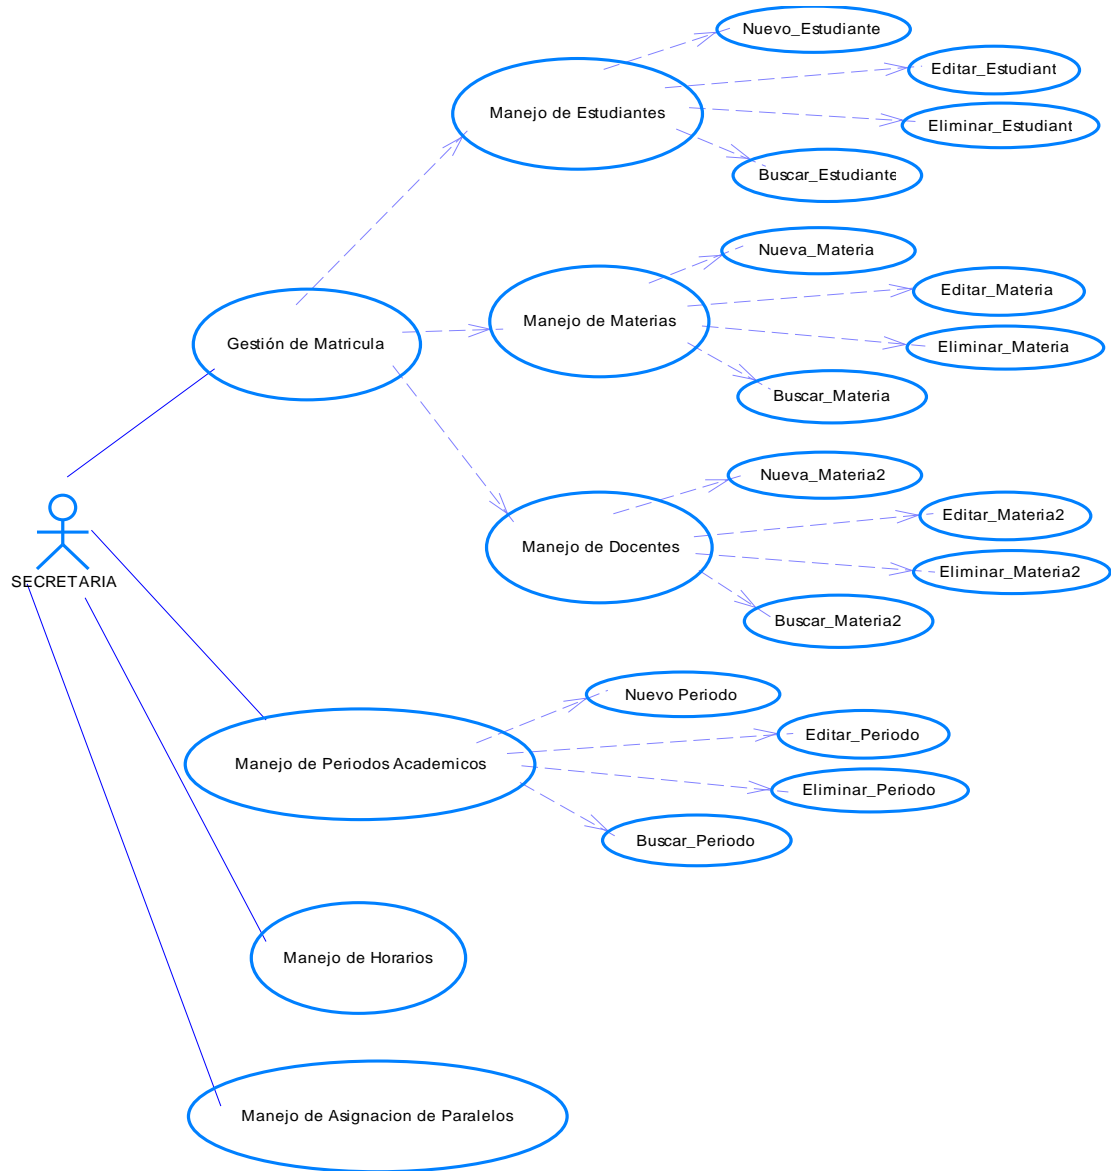 Nuevo_Estudiante
Editar_Estudiant
Manejo de Estudiantes
Eliminar_Estudiant
Buscar_Estudiante
Nueva_Materia
Editar_Materia
Manejo de Materias
Gestión de Matricula
Eliminar_Materia
Buscar_Materia
Nueva_Materia2
Editar_Materia2
Manejo de Docentes
Eliminar_Materia2
SECRETARIA
Buscar_Materia2
Nuevo Periodo
Editar_Periodo
Manejo de Periodos Academicos
Eliminar_Periodo
Buscar_Periodo
Manejo de Horarios
Manejo de Asignacion de Paralelos